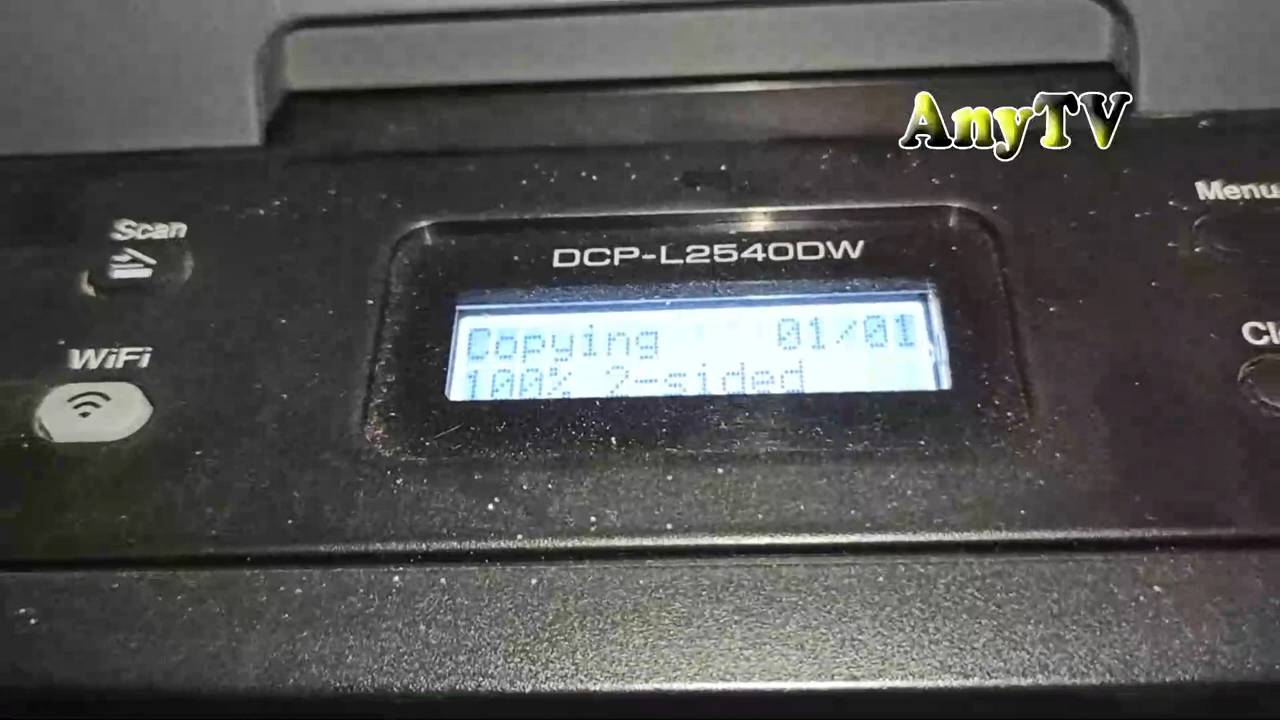 AnyTV
Menu
Scan
DCP-L2540DW
Copying 01/01
100% 2-sided
WiFi